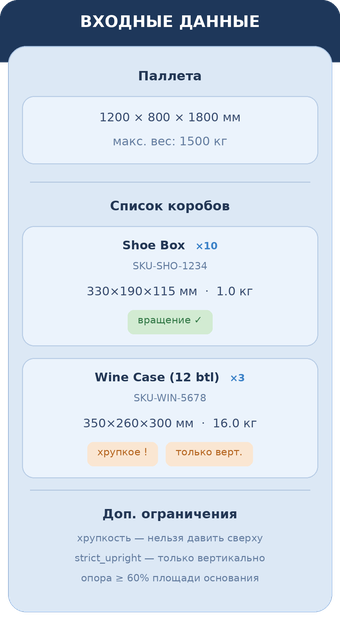 ВХОДНЫЕ ДАННЫЕ
Паллета
1200 × 800 × 1800 мм
макс. вес: 1500 кг
Список коробов
Shoe Box ×10
SKU-SHO-1234
330×190×115 мм · 1.0 кг
вращение ✓
Wine Case (12 btl) ×3
SKU-WIN-5678
350×260×300 мм · 16.0 кг
хрупкое ! только верт.
Доп. ограничения
хрупкость — нельзя давить сверху
strict_upright — только вертикально
опора ≥ 60% площади основания